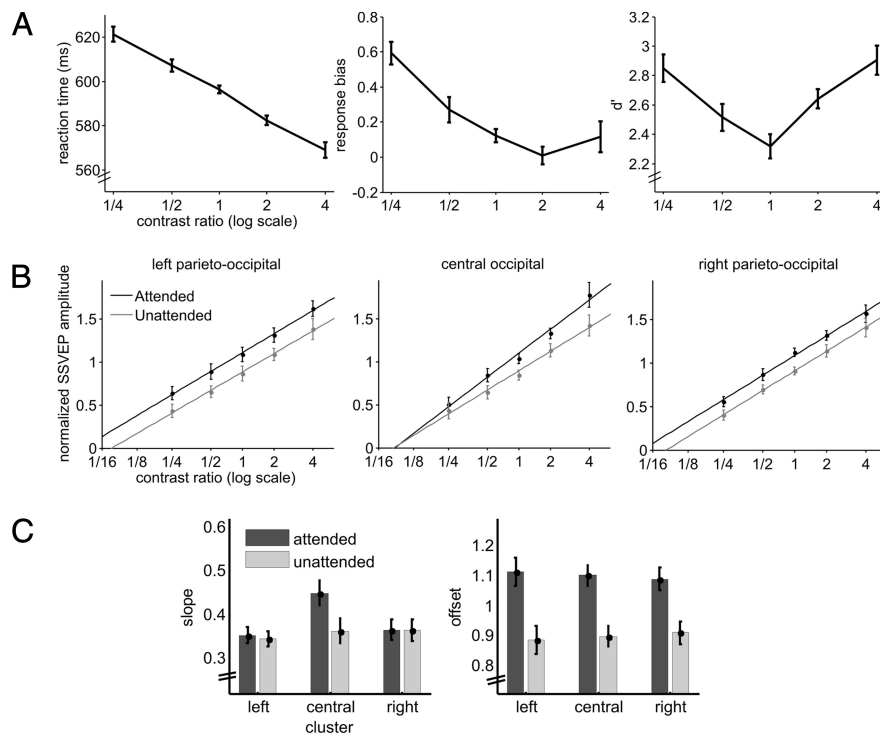 A
reaction time (ms)
620
600
580
560
1/4 1/2 1 2 4
contrast ratio (log scale)
response bias
0.8
0.6
0.4
0.2
0
-0.2
1/4 1/2 1 2 4
d'
3.2
3
2.8
2.6
2.4
2.2
1/4 1/2 1 2 4
B
left parieto-occipital
central occipital
right parieto-occipital
Attended
Unattended
normalized SSVEP amplitude
1.5
1
0.5
0
1/16 1/8 1/4 1/2 1 2 4
contrast ratio (log scale)
1.5
1
0.5
0
1/16 1/8 1/4 1/2 1 2 4
1.5
1
0.5
0
1/16 1/8 1/4 1/2 1 2 4
C
slope
0.6
0.5
0.4
0.3
attended
unattended
left central right
cluster
offset
1.2
1.1
1
0.9
0.8
left central right